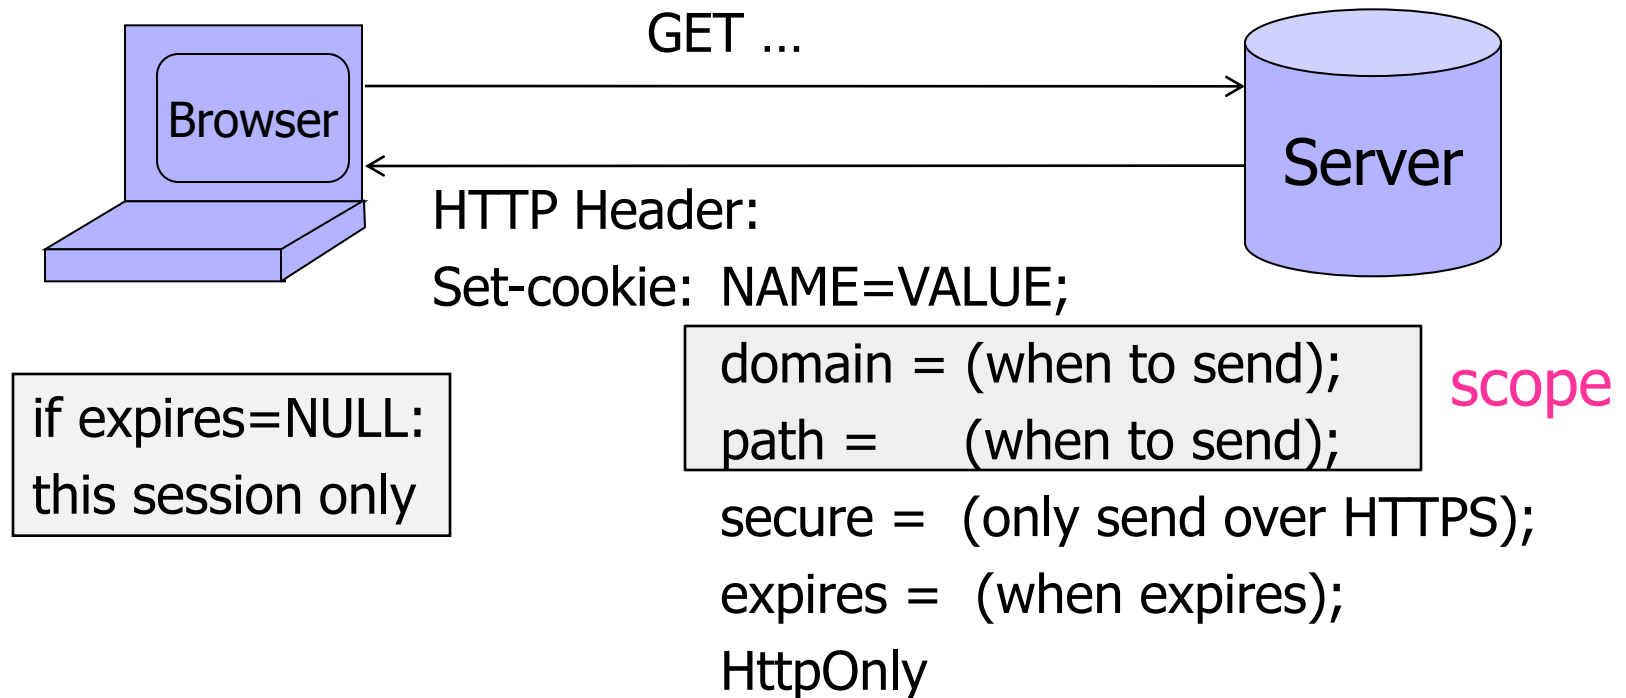 GET ...
Browser
Server
HTTP Header:
Set-cookie: NAME=VALUE;
domain = (when to send);
path = (when to send);
scope
secure = (only send over HTTPS);
expires = (when expires);
HttpOnly
if expires=NULL:
this session only